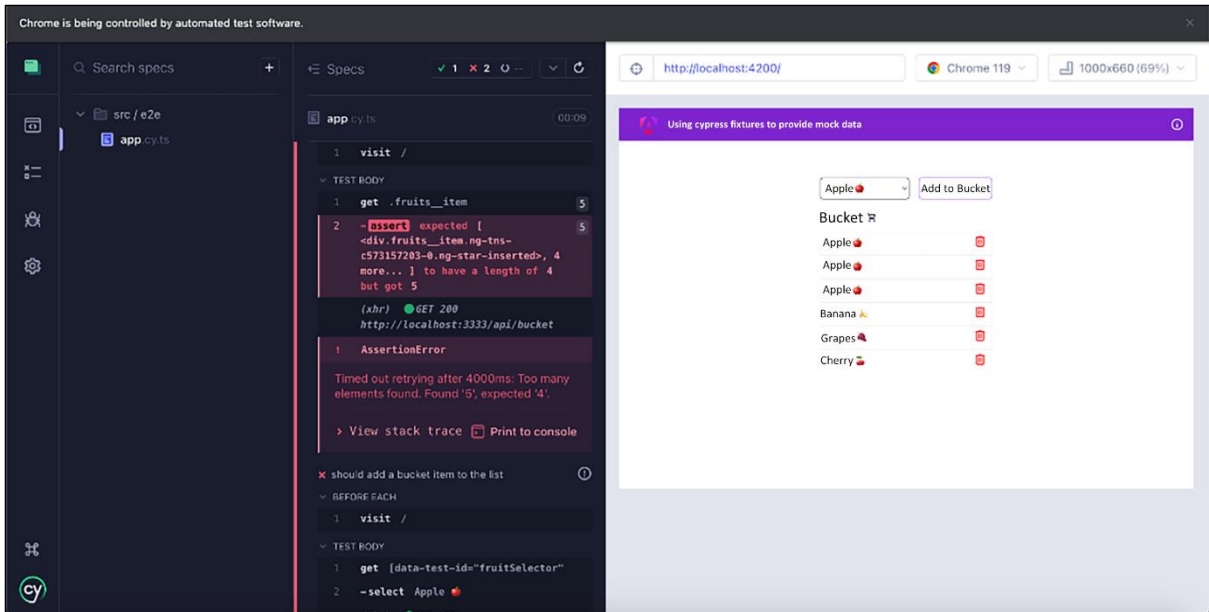 Chrome is being controlled by automated test software.
Search specs
+
src / e2e
app.cy.ts
cy
Specs
1 2 --
app cy.ts 00:09
1 visit /
TEST BODY
1 get .fruits__item 5
2 -assert expected [ 5
<div.fruits__item.ng-tns-
c573157203-0.ng-star-inserted>, 4
more... ] to have a length of 4
but got 5
(xhr) GET 200
http://localhost:3333/api/bucket
! AssertionError
Timed out retrying after 4000ms: Too many
elements found. Found '5', expected '4'.
> View stack trace Print to console
should add a bucket item to the list
BEFORE EACH
1 visit /
TEST BODY
1 get [data-test-id="fruitSelector"
2 -select Apple 🍎
http://localhost:4200/
Chrome 119
1000x660 (69%)
Using cypress fixtures to provide mock data
Apple🍎 Add to Bucket
Bucket
Apple🍎
Apple🍎
Apple🍎
Banana🍌
Grapes🍇
Cherry🍒